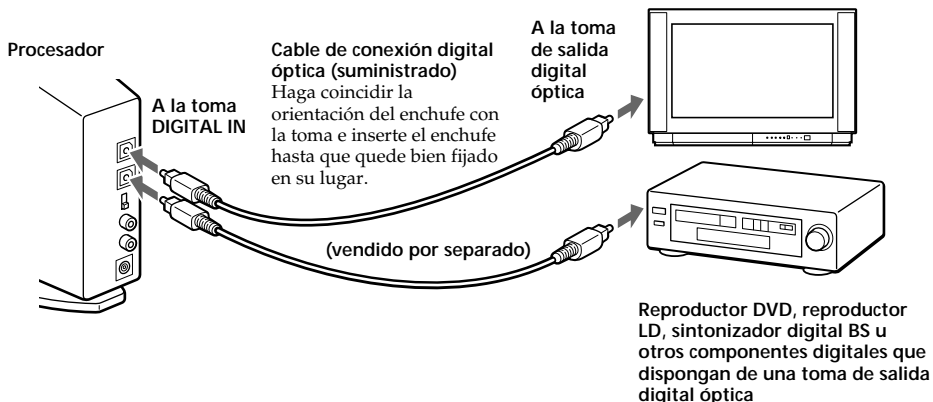 Procesador
A la toma
DIGITAL IN
Cable de conexión digital
óptica (suministrado)
Haga coincidir la
orientación del enchufe con
la toma e inserte el enchufe
hasta que quede bien fijado
en su lugar.
A la toma
de salida
digital
óptica
(vendido por separado)
Reproductor DVD, reproductor
LD, sintonizador digital BS u
otros componentes digitales que
dispongan de una toma de salida
digital óptica